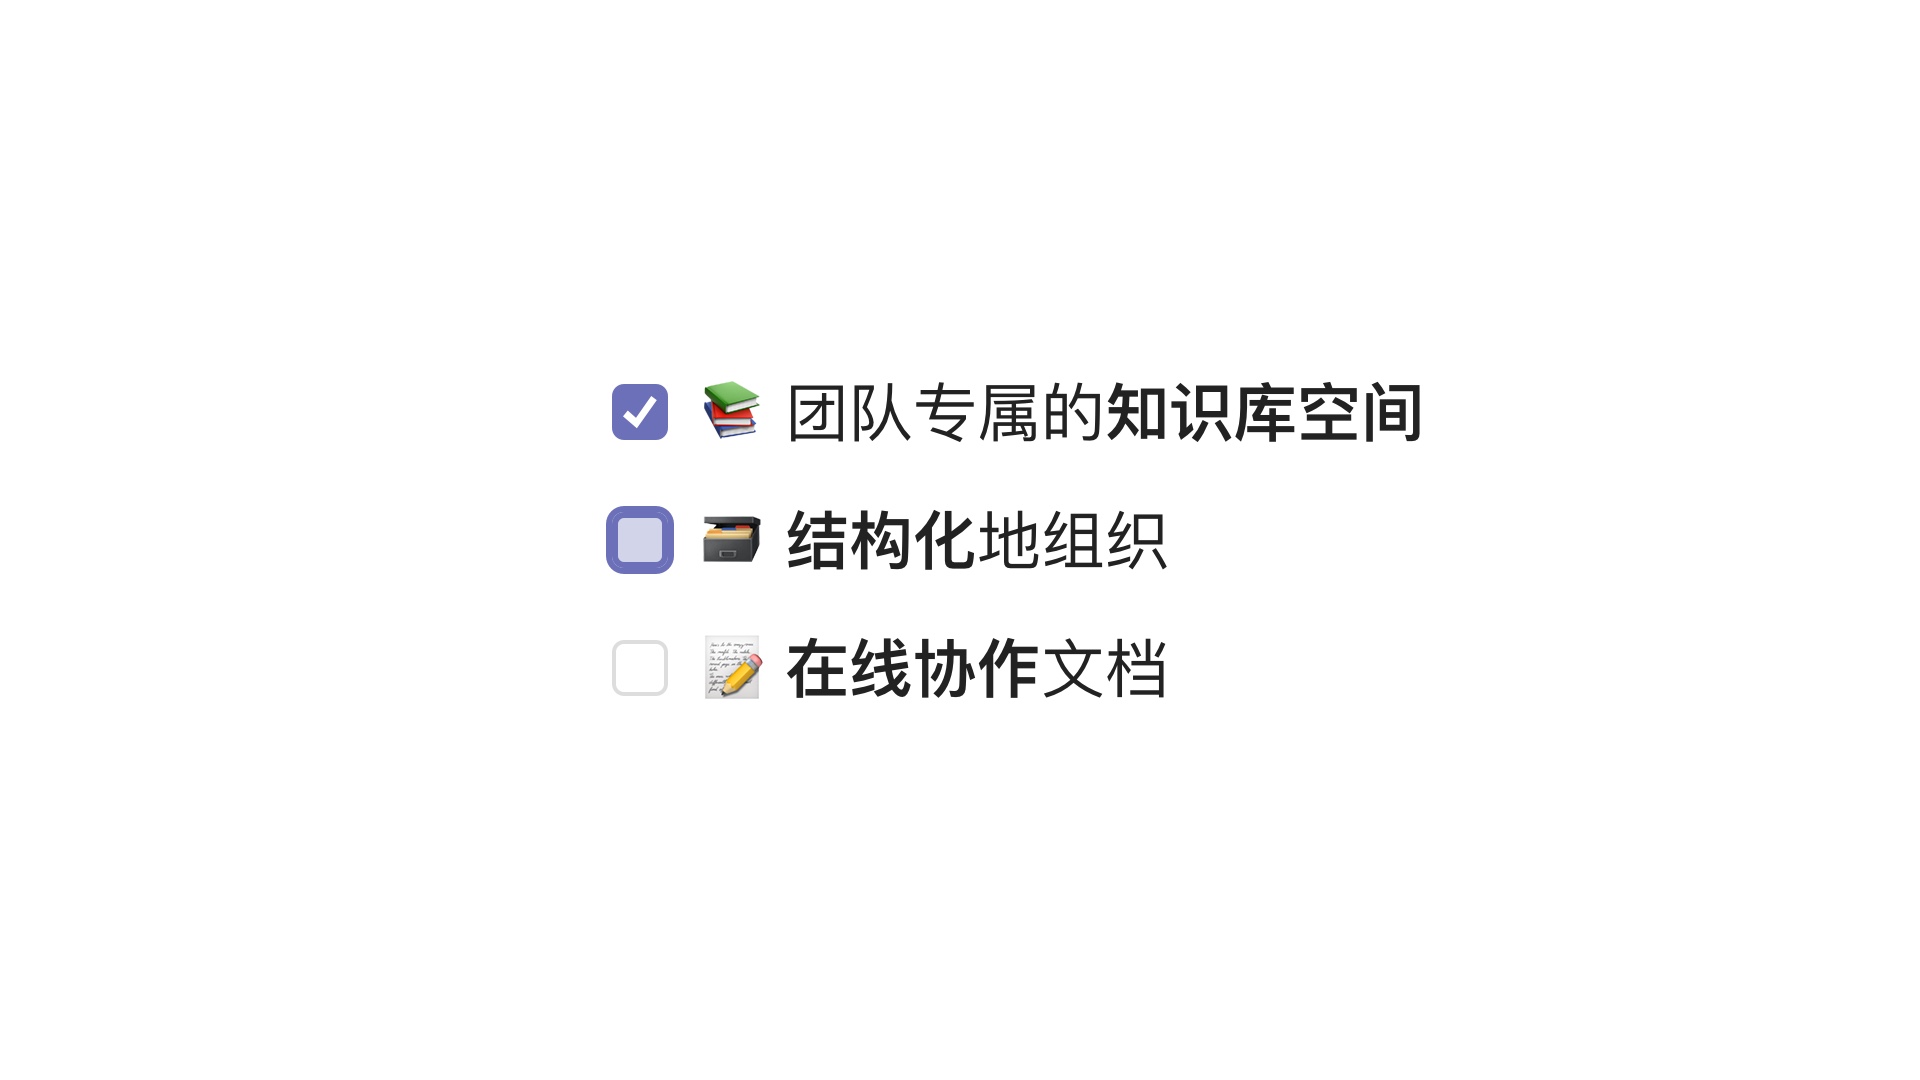 团队专属的知识库空间
结构化地组织
在线协作文档